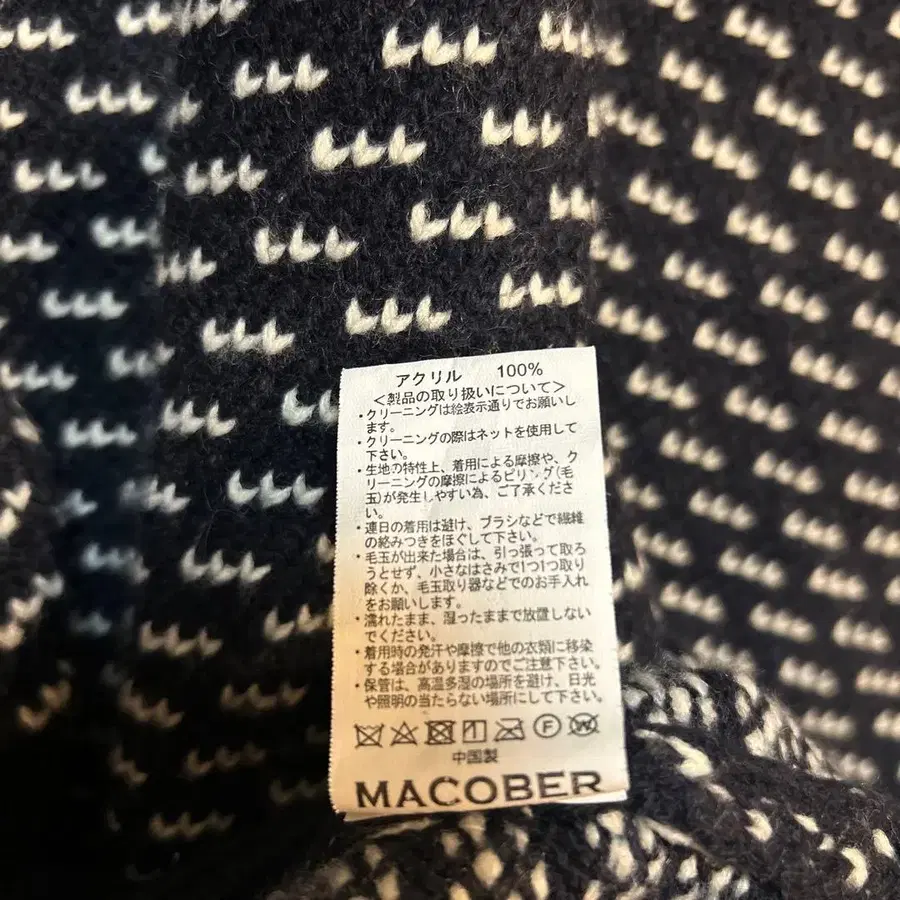 アクリル 100%
<製品の取り扱いについて>
・クリーニングは絵表示通りでお願いし
ます。
・クリーニングの際はネットを使用して
下さい。
・生地の特性上、着用による摩擦や、ク
リーニングの摩擦によるピリング(毛
玉)が発生しやすい為、ご了承くださ
い。
・連日の着用は避け、ブラシなどで繊維
の絡みつきをほぐして下さい。
・毛玉が出来た場合は、引っ張って取ろ
うとせず、小さなはさみで1つ1つ取り
除くか、毛玉取り器などでのお手入れ
をお願いします。
・濡れたまま、湿ったままで放置しない
でください。
・着用時の発汗や摩擦で他の衣類に移染
する場合がありますのでご注意下さい。
・保管は、高温多湿の場所を避け、日光
や照明の当たらない場所にして下さい。
F W
中国製
MACOBER